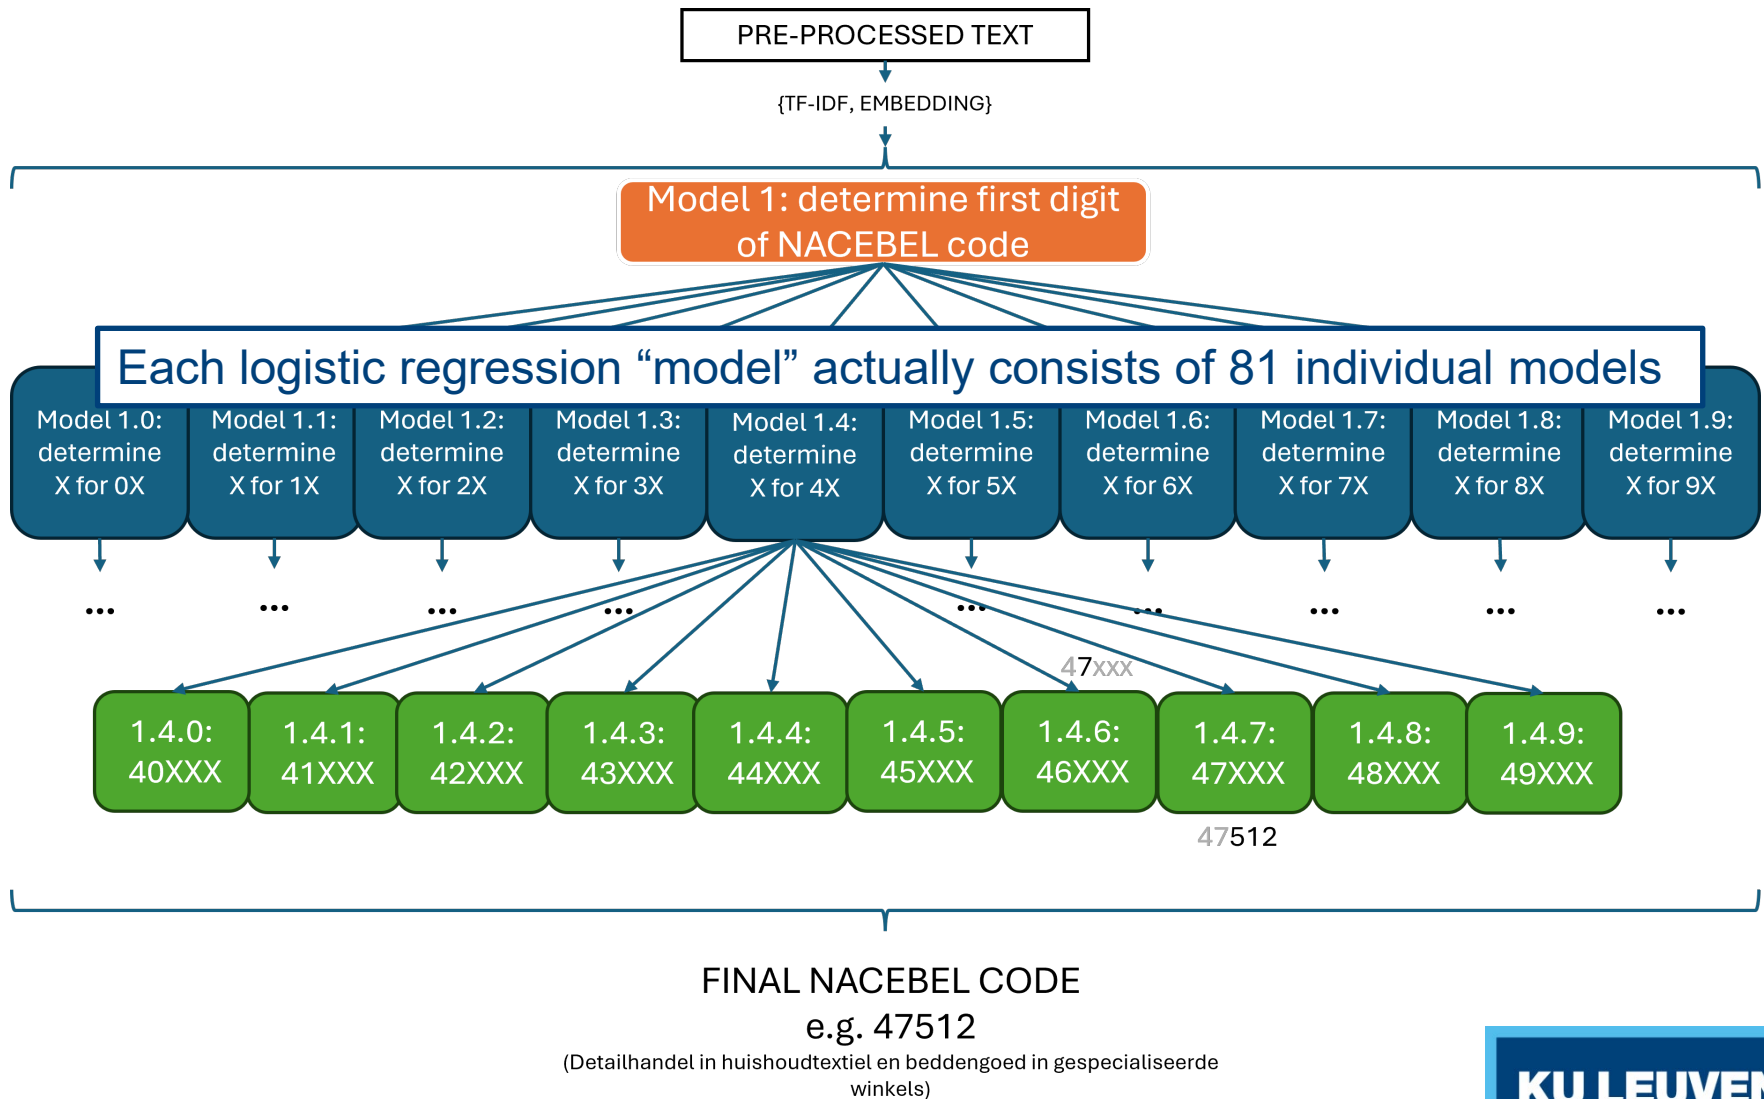 PRE-PROCESSED TEXT
{TF-IDF, EMBEDDING}
Model 1: determine first digit
of NACEBEL code
Each logistic regression “model” actually consists of 81 individual models
Model 1.0:
determine
X for 0X
Model 1.1:
determine
X for 1X
Model 1.2:
determine
X for 2X
Model 1.3:
determine
X for 3X
Model 1.4:
determine
X for 4X
Model 1.5:
determine
X for 5X
Model 1.6:
determine
X for 6X
Model 1.7:
determine
X for 7X
Model 1.8:
determine
X for 8X
Model 1.9:
determine
X for 9X
...
...
...
...
...
...
...
...
...
47xxx
1.4.0:
40XXX
1.4.1:
41XXX
1.4.2:
42XXX
1.4.3:
43XXX
1.4.4:
44XXX
1.4.5:
45XXX
1.4.6:
46XXX
1.4.7:
47XXX
1.4.8:
48XXX
1.4.9:
49XXX
47512
FINAL NACEBEL CODE
e.g. 47512
(Detailhandel in huishoudtextiel en beddengoed in gespecialiseerde
winkels)
KU LEUVEN